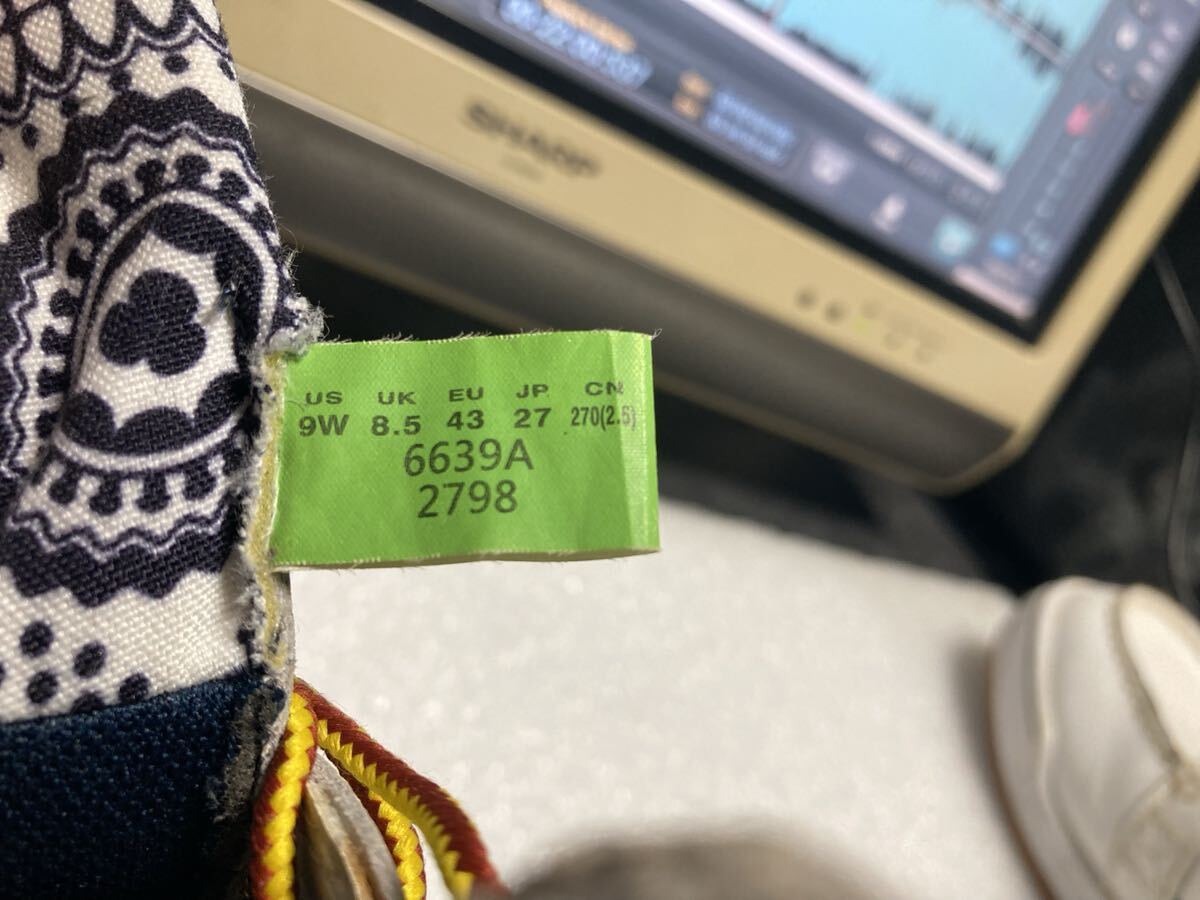 SHARP
US UK EU JP CN
9W 8.5 43 27 270(2.5)
6639A
2798